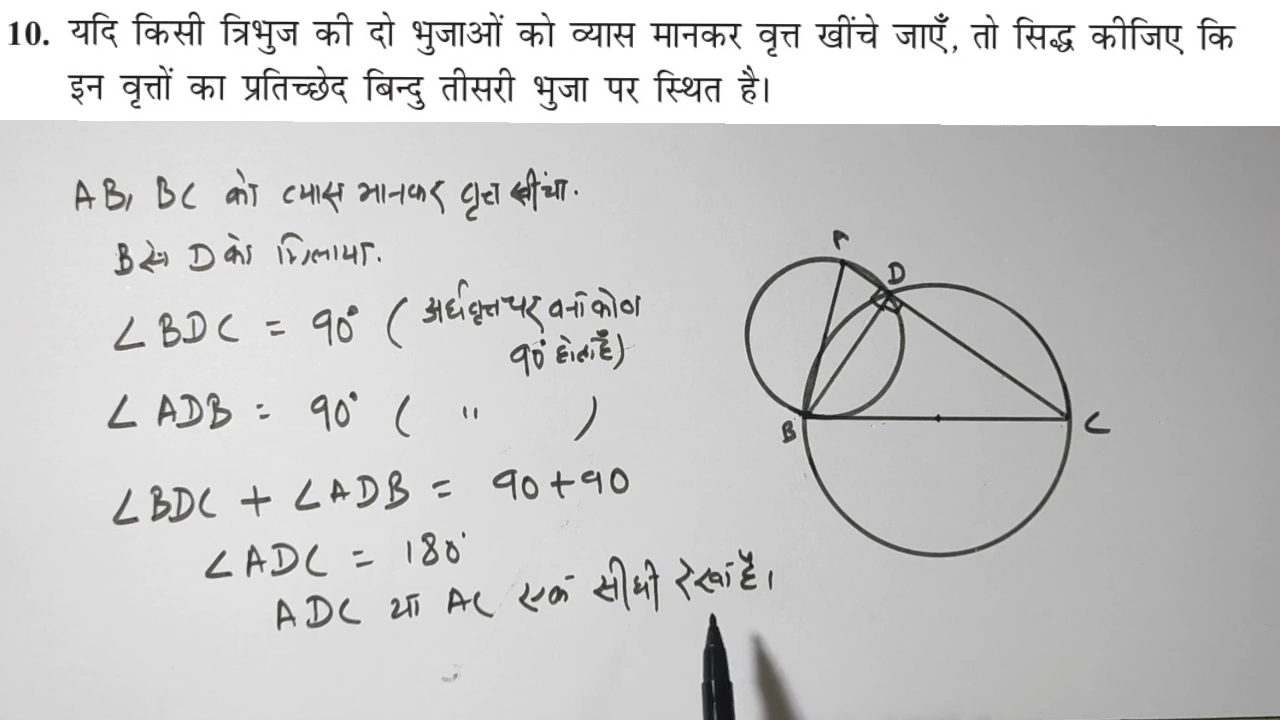 10. यदि किसी त्रिभुज की दो भुजाओं को व्यास मानकर वृत्त खींचे जाएँ, तो सिद्ध कीजिए कि
इन वृत्तों का प्रतिच्छेद बिन्दु तीसरी भुजा पर स्थित है।
AB, BC को व्यास मानकर वृत्त खींचा.
B से D को मिलाया.
∠BDC = 90° ( अर्धवृत्त पर बना कोण
90° होता है)
∠ADB = 90° ( " )
∠BDC + ∠ADB = 90+90
∠ADC = 180°
ADC या AC एक सीधी रेखा है।
A
D
B
C